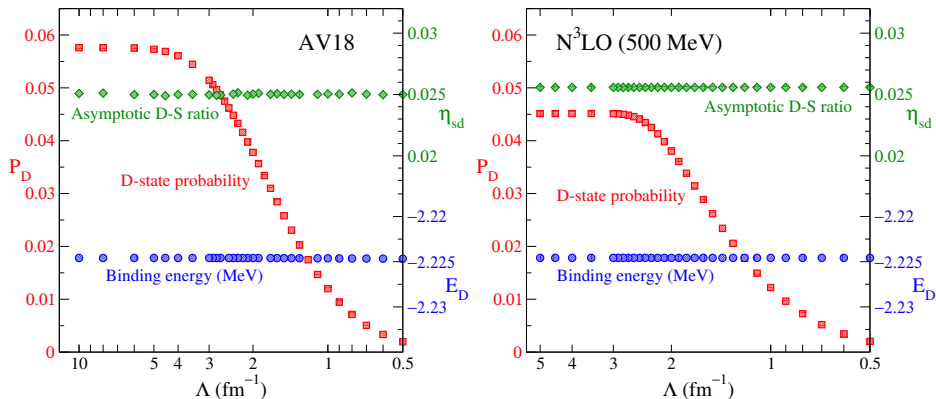 AV18
0.06
0.05
0.04
0.03
0.02
0.01
0
P_D
0.03
0.025
0.02
η_sd
−2.22
−2.225
−2.23
E_D
Asymptotic D-S ratio
D-state probability
Binding energy (MeV)
10
5
4
3
2
1
0.5
Λ (fm⁻¹)
N³LO (500 MeV)
0.06
0.05
0.04
0.03
0.02
0.01
0
P_D
0.03
0.025
0.02
η_sd
−2.22
−2.225
−2.23
E_D
Asymptotic D-S ratio
D-state probability
Binding energy (MeV)
5
4
3
2
1
0.5
Λ (fm⁻¹)